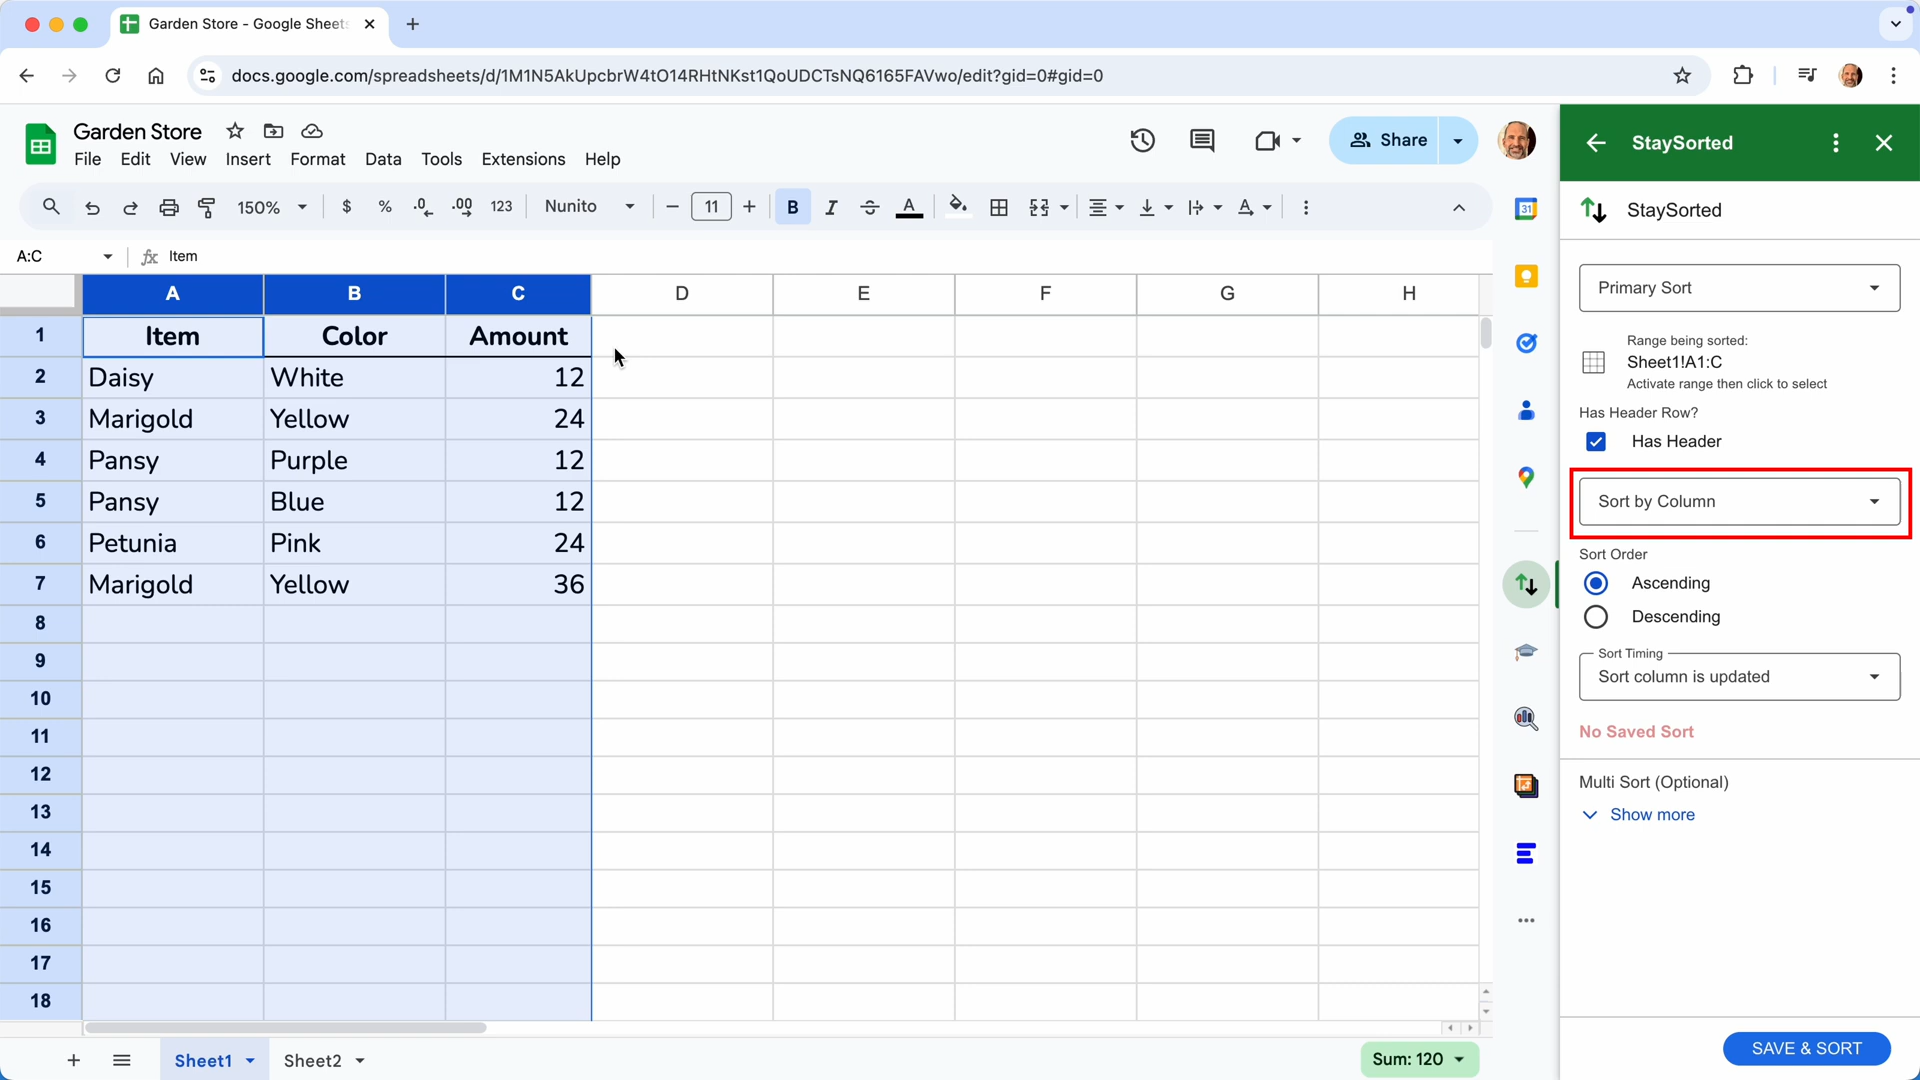 Garden Store - Google Sheets
docs.google.com/spreadsheets/d/1M1N5AkUpcbrW4tO14RHtNKst1QoUDCTsNQ6165FAVwo/edit?gid=0#gid=0
Garden Store
File Edit View Insert Format Data Tools Extensions Help
Share
150% $ % .0 .00 123 Nunito 11 B I S A
A:C fx Item
A B C D E F G H
1 Item Color Amount
2 Daisy White 12
3 Marigold Yellow 24
4 Pansy Purple 12
5 Pansy Blue 12
6 Petunia Pink 24
7 Marigold Yellow 36
8
9
10
11
12
13
14
15
16
17
18
Sheet1 Sheet2 Sum: 120
31
StaySorted
StaySorted
Primary Sort
Range being sorted:
Sheet1!A1:C
Activate range then click to select
Has Header Row?
Has Header
Sort by Column
Sort Order
Ascending
Descending
Sort Timing
Sort column is updated
No Saved Sort
Multi Sort (Optional)
Show more
SAVE & SORT